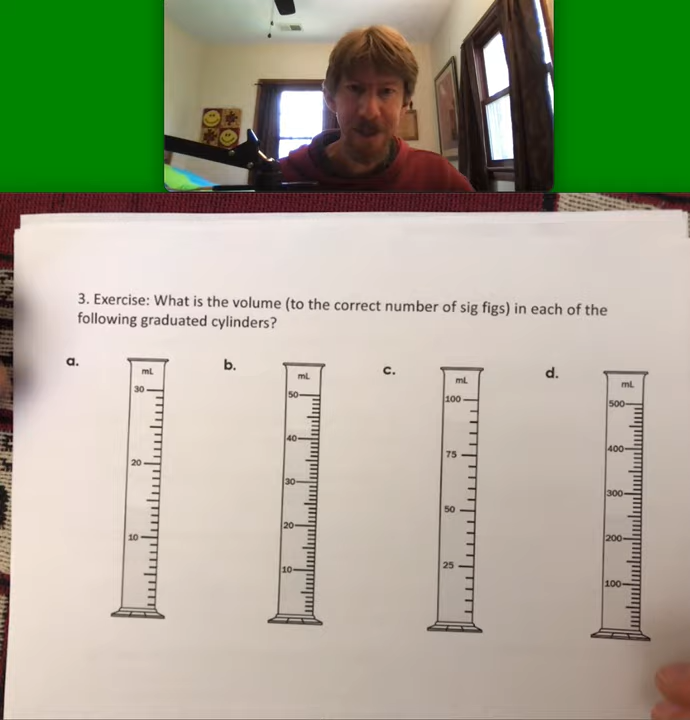 3. Exercise: What is the volume (to the correct number of sig figs) in each of the
following graduated cylinders?
a.
mL
30
20
10
b.
mL
50
40
30
20
10
c.
mL
100
75
50
25
d.
mL
500
400
300
200
100